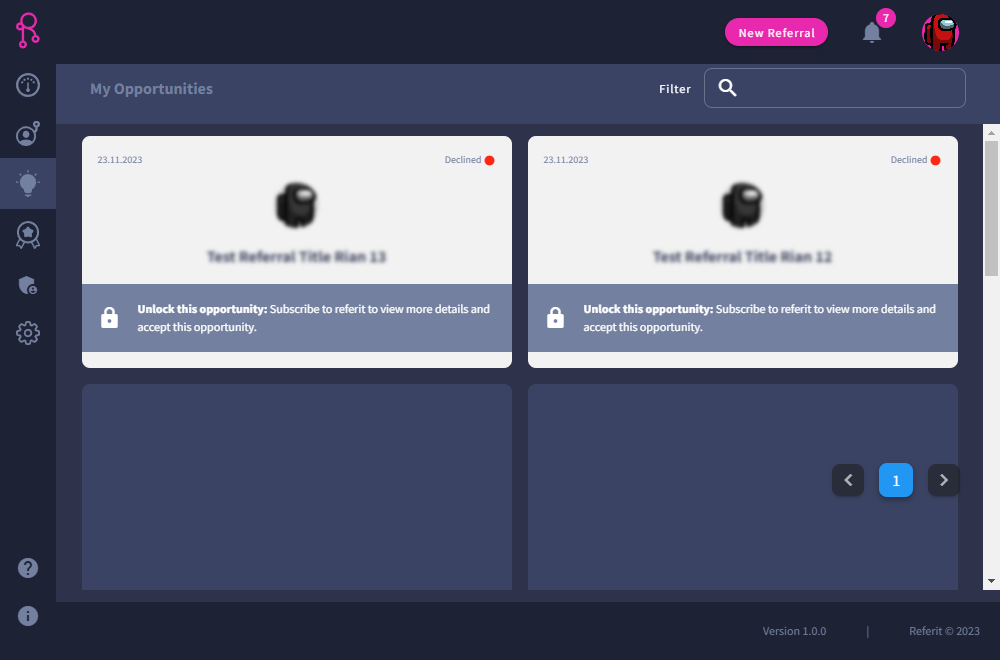 New Referral
7
My Opportunities
Filter
23.11.2023
Declined
Test Referral Title Rian 13
Unlock this opportunity: Subscribe to referit to view more details and
accept this opportunity.
23.11.2023
Declined
Test Referral Title Rian 12
Unlock this opportunity: Subscribe to referit to view more details and
accept this opportunity.
1
Version 1.0.0
|
Referit © 2023